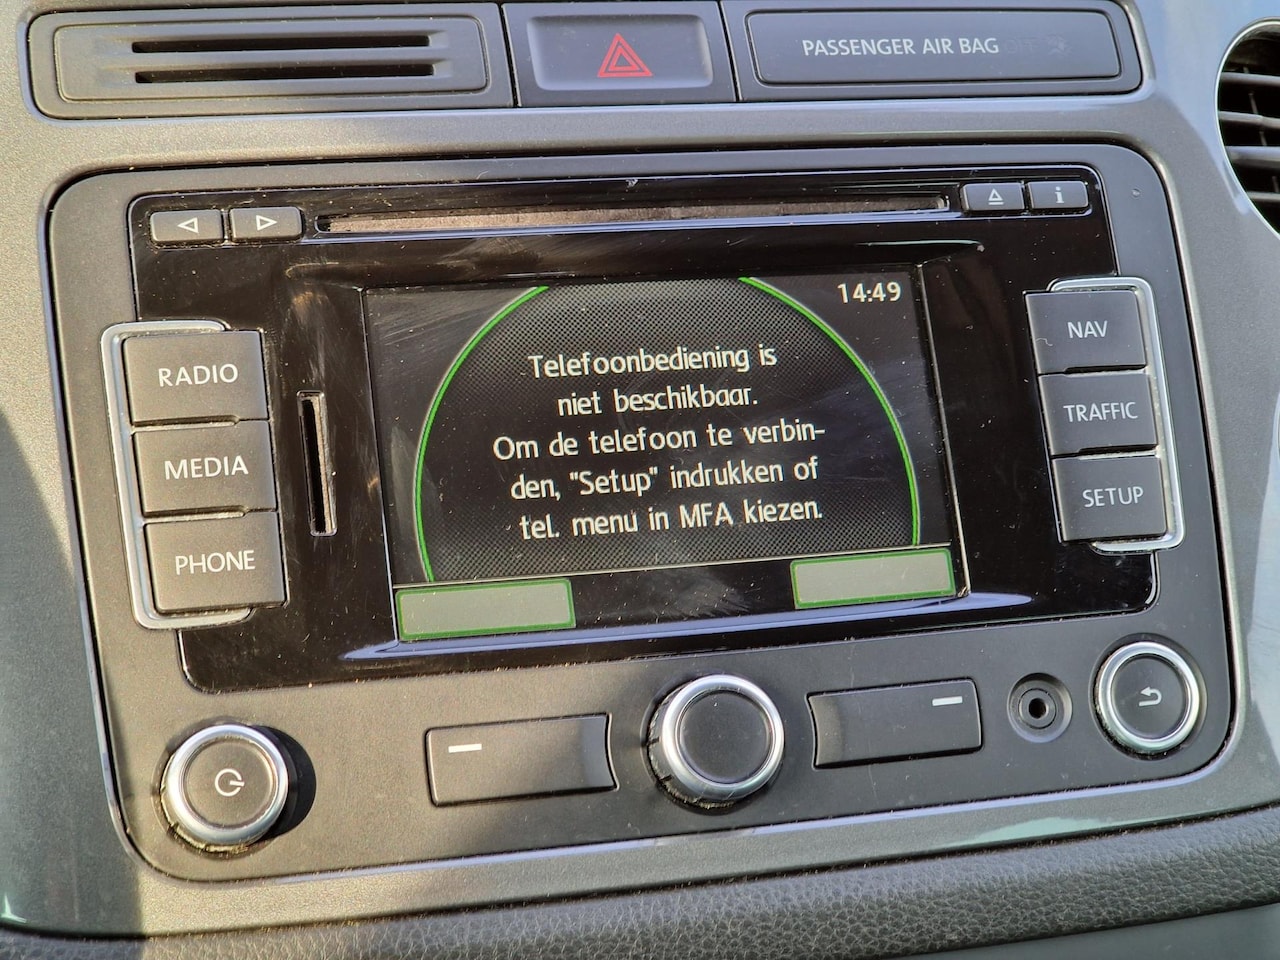 PASSENGER AIR BAG OFF
i
14:49
RADIO
MEDIA
PHONE
Telefoonbediening is
niet beschikbaar.
Om de telefoon te verbin-
den, "Setup" indrukken of
tel. menu in MFA kiezen.
NAV
TRAFFIC
SETUP